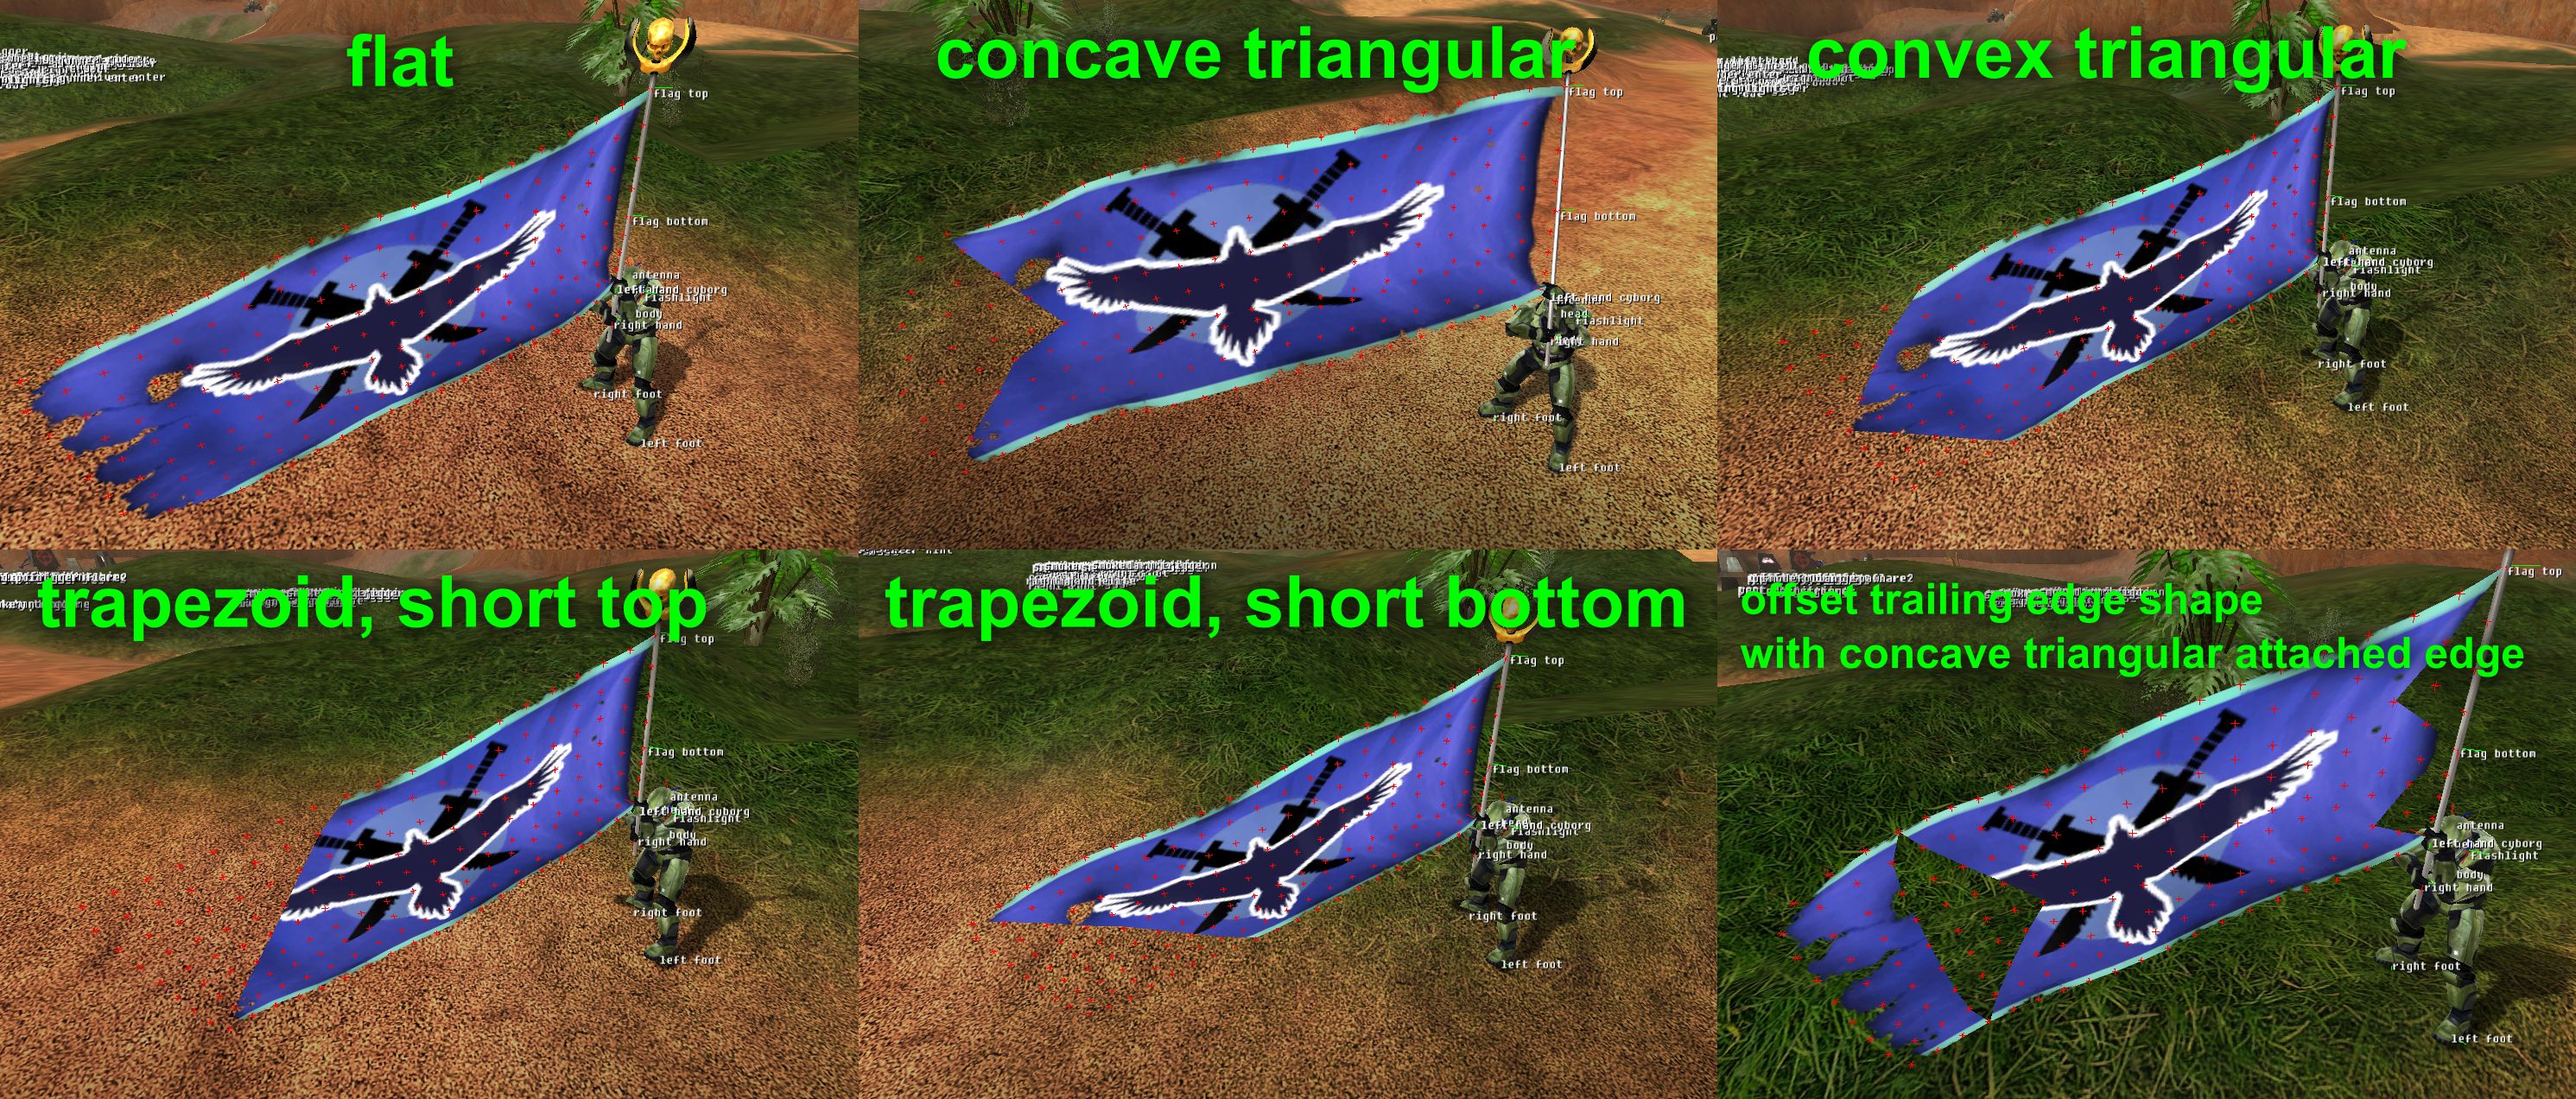 flat
flag top
flag bottom
antenna
left hand cyborg
flashlight
body
right hand
right foot
left foot
concave triangular
flag top
flag bottom
left hand cyborg
head
flashlight
right hand
right foot
left foot
convex triangular
flag top
flag bottom
antenna
left hand cyborg
flashlight
body
right hand
right foot
left foot
trapezoid, short top
flag top
flag bottom
antenna
left hand cyborg
flashlight
body
right hand
right foot
left foot
trapezoid, short bottom
flag top
flag bottom
antenna
left hand cyborg
flashlight
body
right hand
right foot
left foot
offset trailing edge shape
with concave triangular attached edge
flag top
flag bottom
antenna
left hand cyborg
flashlight
body
right hand
right foot
left foot